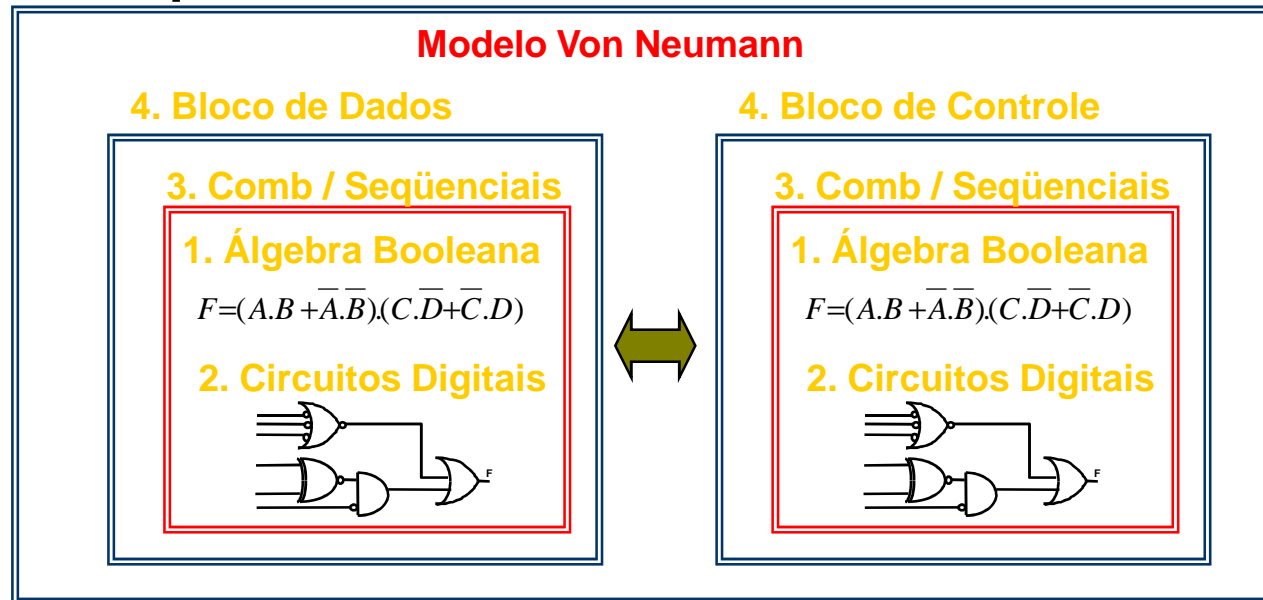 Modelo Von Neumann
4. Bloco de Dados
4. Bloco de Controle
3. Comb / Seqüenciais
3. Comb / Seqüenciais
1. Álgebra Booleana
1. Álgebra Booleana
F=(A.B+A̅.B̅).(C.D̅+C̅.D)
F=(A.B+A̅.B̅).(C.D̅+C̅.D)
2. Circuitos Digitais
2. Circuitos Digitais
F
F